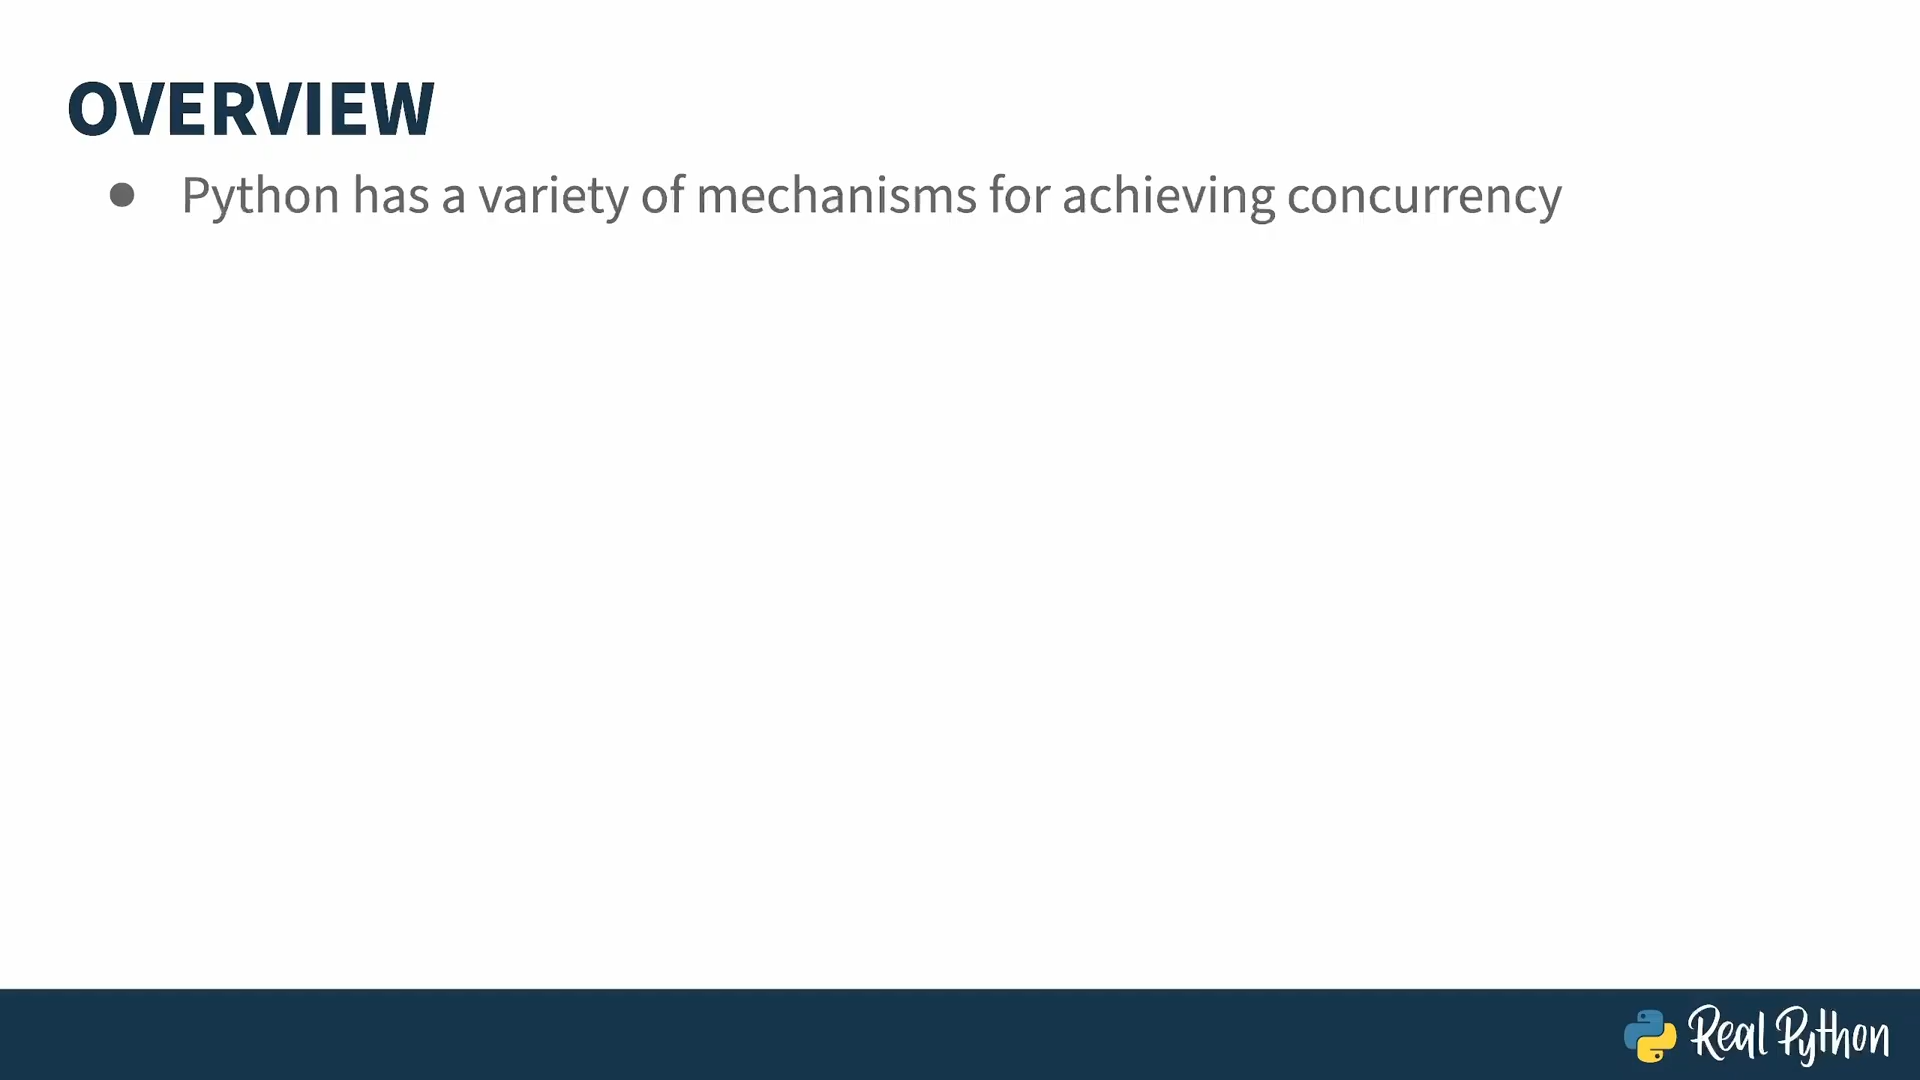 OVERVIEW
● Python has a variety of mechanisms for achieving concurrency
Real Python